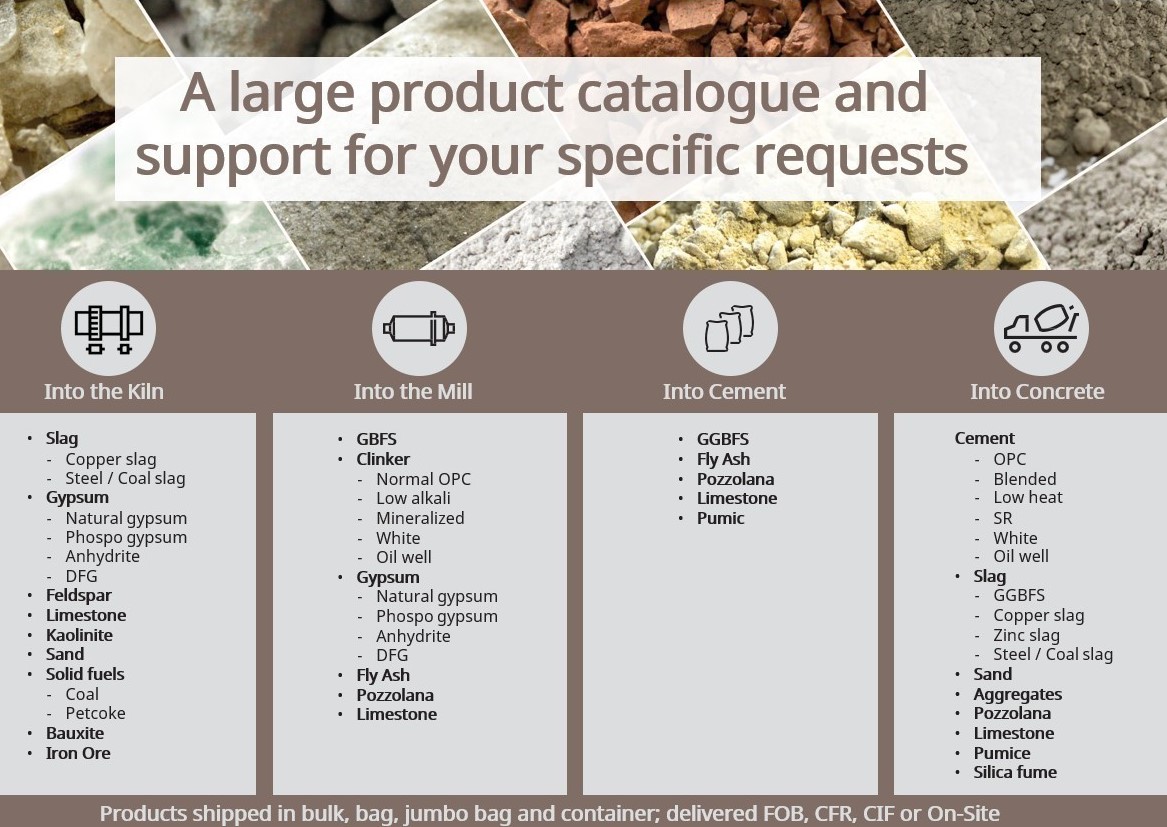 A large product catalogue and
support for your specific requests
Into the Kiln
• Slag
- Copper slag
- Steel / Coal slag
• Gypsum
- Natural gypsum
- Phospo gypsum
- Anhydrite
- DFG
• Feldspar
• Limestone
• Kaolinite
• Sand
• Solid fuels
- Coal
- Petcoke
• Bauxite
• Iron Ore
Into the Mill
• GBFS
• Clinker
- Normal OPC
- Low alkali
- Mineralized
- White
- Oil well
• Gypsum
- Natural gypsum
- Phospo gypsum
- Anhydrite
- DFG
• Fly Ash
• Pozzolana
• Limestone
Into Cement
• GGBFS
• Fly Ash
• Pozzolana
• Limestone
• Pumic
Into Concrete
Cement
- OPC
- Blended
- Low heat
- SR
- White
- Oil well
• Slag
- GGBFS
- Copper slag
- Zinc slag
- Steel / Coal slag
• Sand
• Aggregates
• Pozzolana
• Limestone
• Pumice
• Silica fume
Products shipped in bulk, bag, jumbo bag and container; delivered FOB, CFR, CIF or On-Site